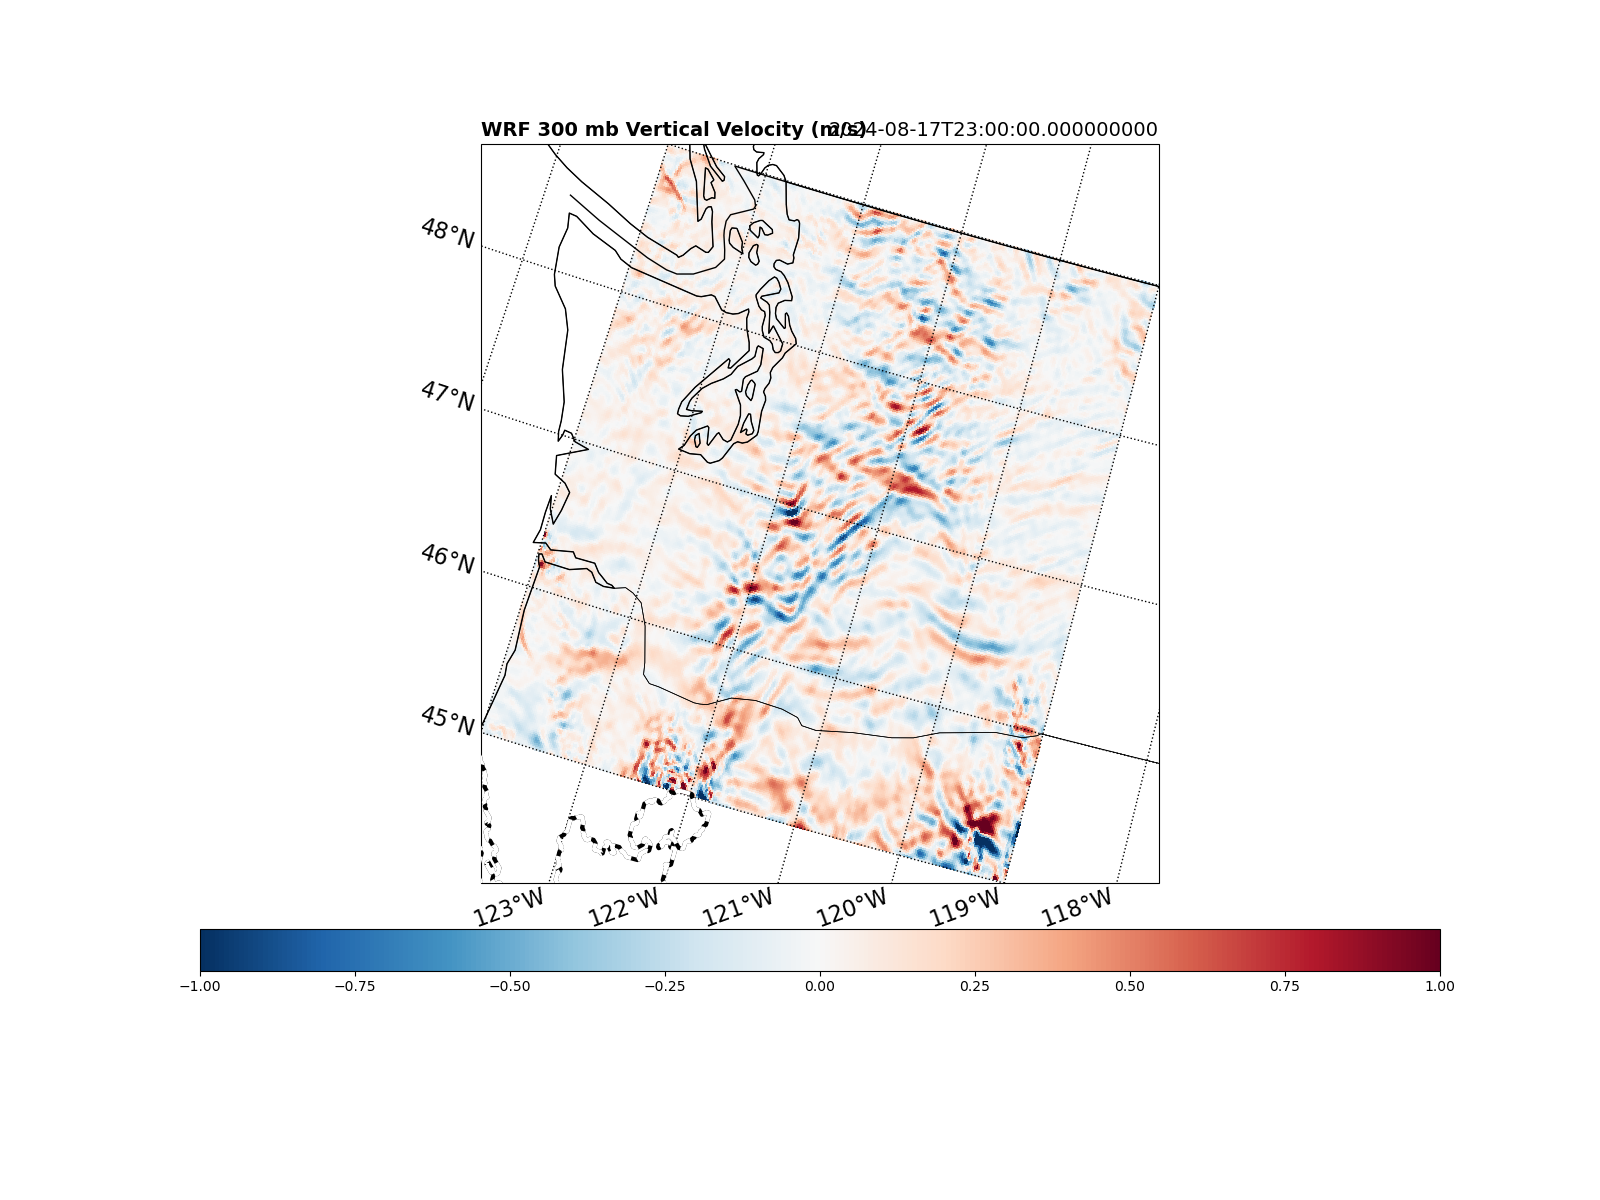 WRF 300 mb Vertical Velocity (m/s) 2024-08-17T23:00:00.000000000
48°N
47°N
46°N
45°N
123°W 122°W 121°W 120°W 119°W 118°W
−1.00 −0.75 −0.50 −0.25 0.00 0.25 0.50 0.75 1.00